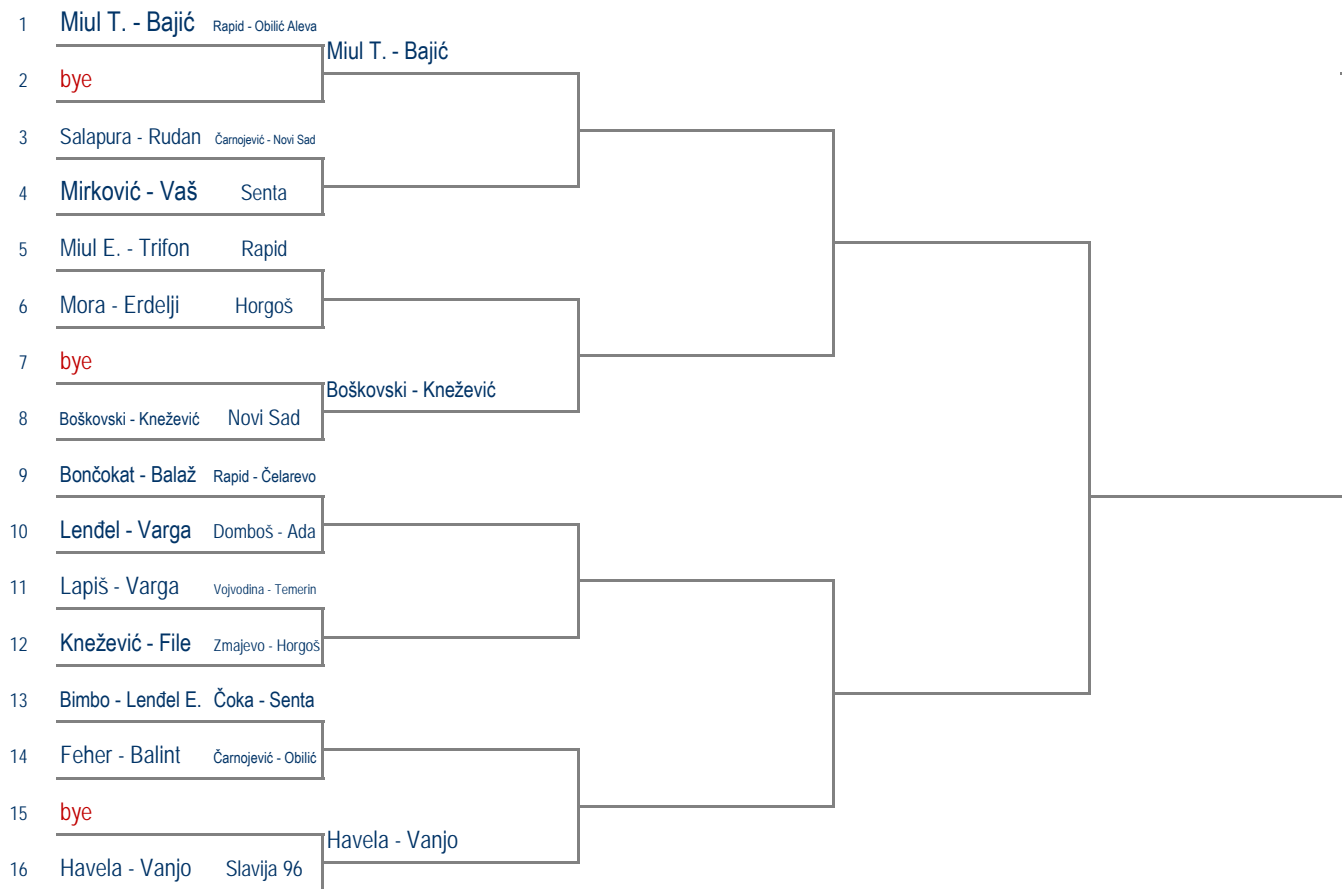 1 Miul T. - Bajić Rapid - Obilić Aleva
Miul T. - Bajić
2 bye
3 Salapura - Rudan Čarnojević - Novi Sad
4 Mirković - Vaš Senta
5 Miul E. - Trifon Rapid
6 Mora - Erdelji Horgoš
7 bye
Boškovski - Knežević
8 Boškovski - Knežević Novi Sad
9 Bončokat - Balaž Rapid - Čelarevo
10 Lenđel - Varga Domboš - Ada
11 Lapiš - Varga Vojvodina - Temerin
12 Knežević - File Zmajevo - Horgoš
13 Bimbo - Lenđel E. Čoka - Senta
14 Feher - Balint Čarnojević - Obilić
15 bye
Havela - Vanjo
16 Havela - Vanjo Slavija 96